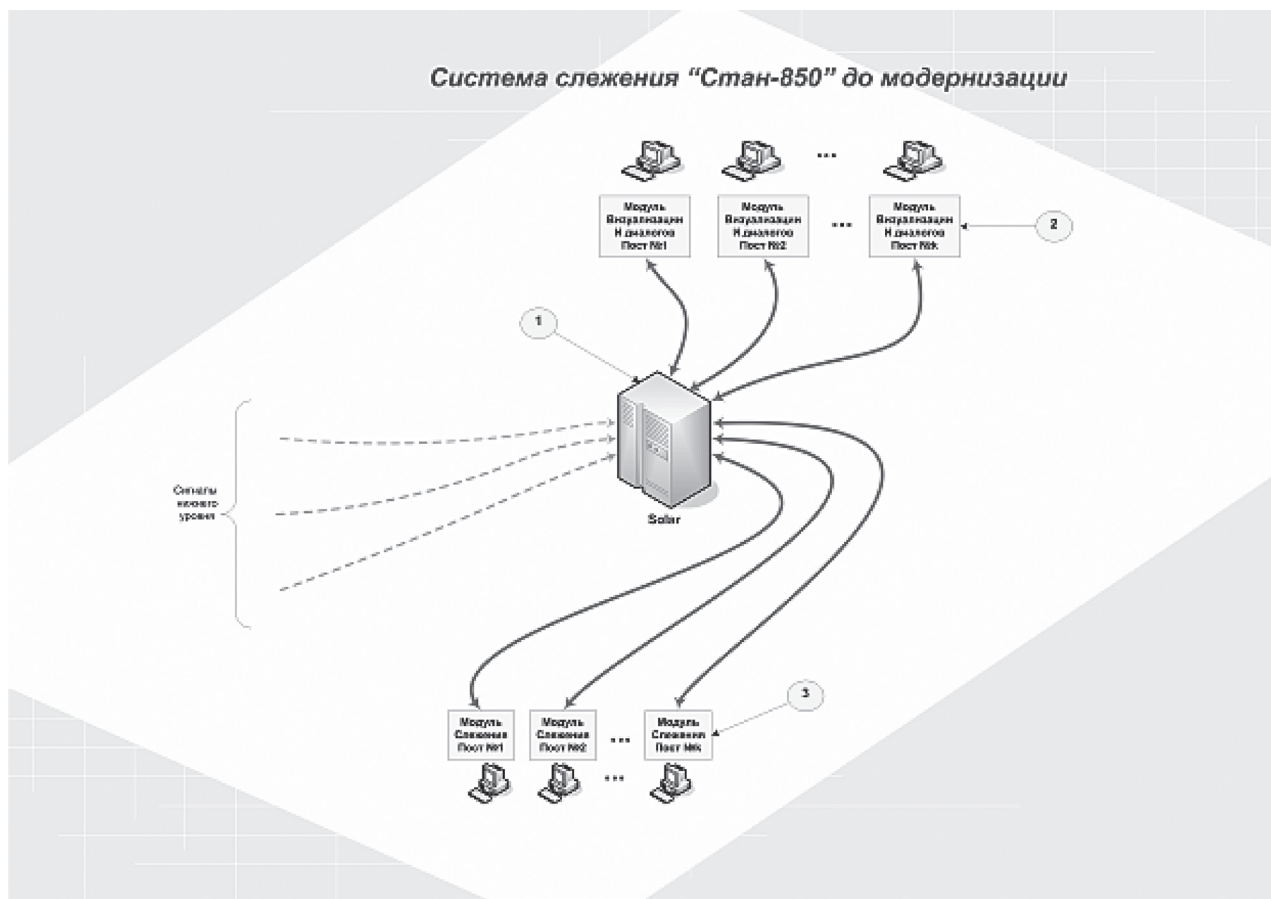 Система слежения “Стан-850” до модернизации
...
Модуль
Визуализации
И диалогов
Пост №1
Модуль
Визуализации
И диалогов
Пост №2
...
Модуль
Визуализации
И диалогов
Пост №k
2
1
Сигналы
нижнего
уровня
Solar
3
Модуль
Слежения
Пост №1
Модуль
Слежения
Пост №2
...
Модуль
Слежения
Пост №k
...